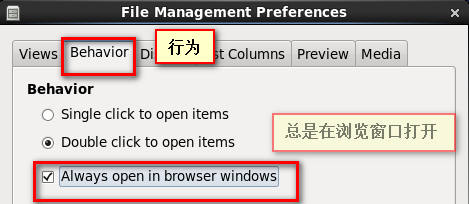 File Management Preferences
Views Behavior Di st Columns Preview Media
行为
Behavior
Single click to open items
Double click to open items
总是在浏览窗口打开
Always open in browser windows